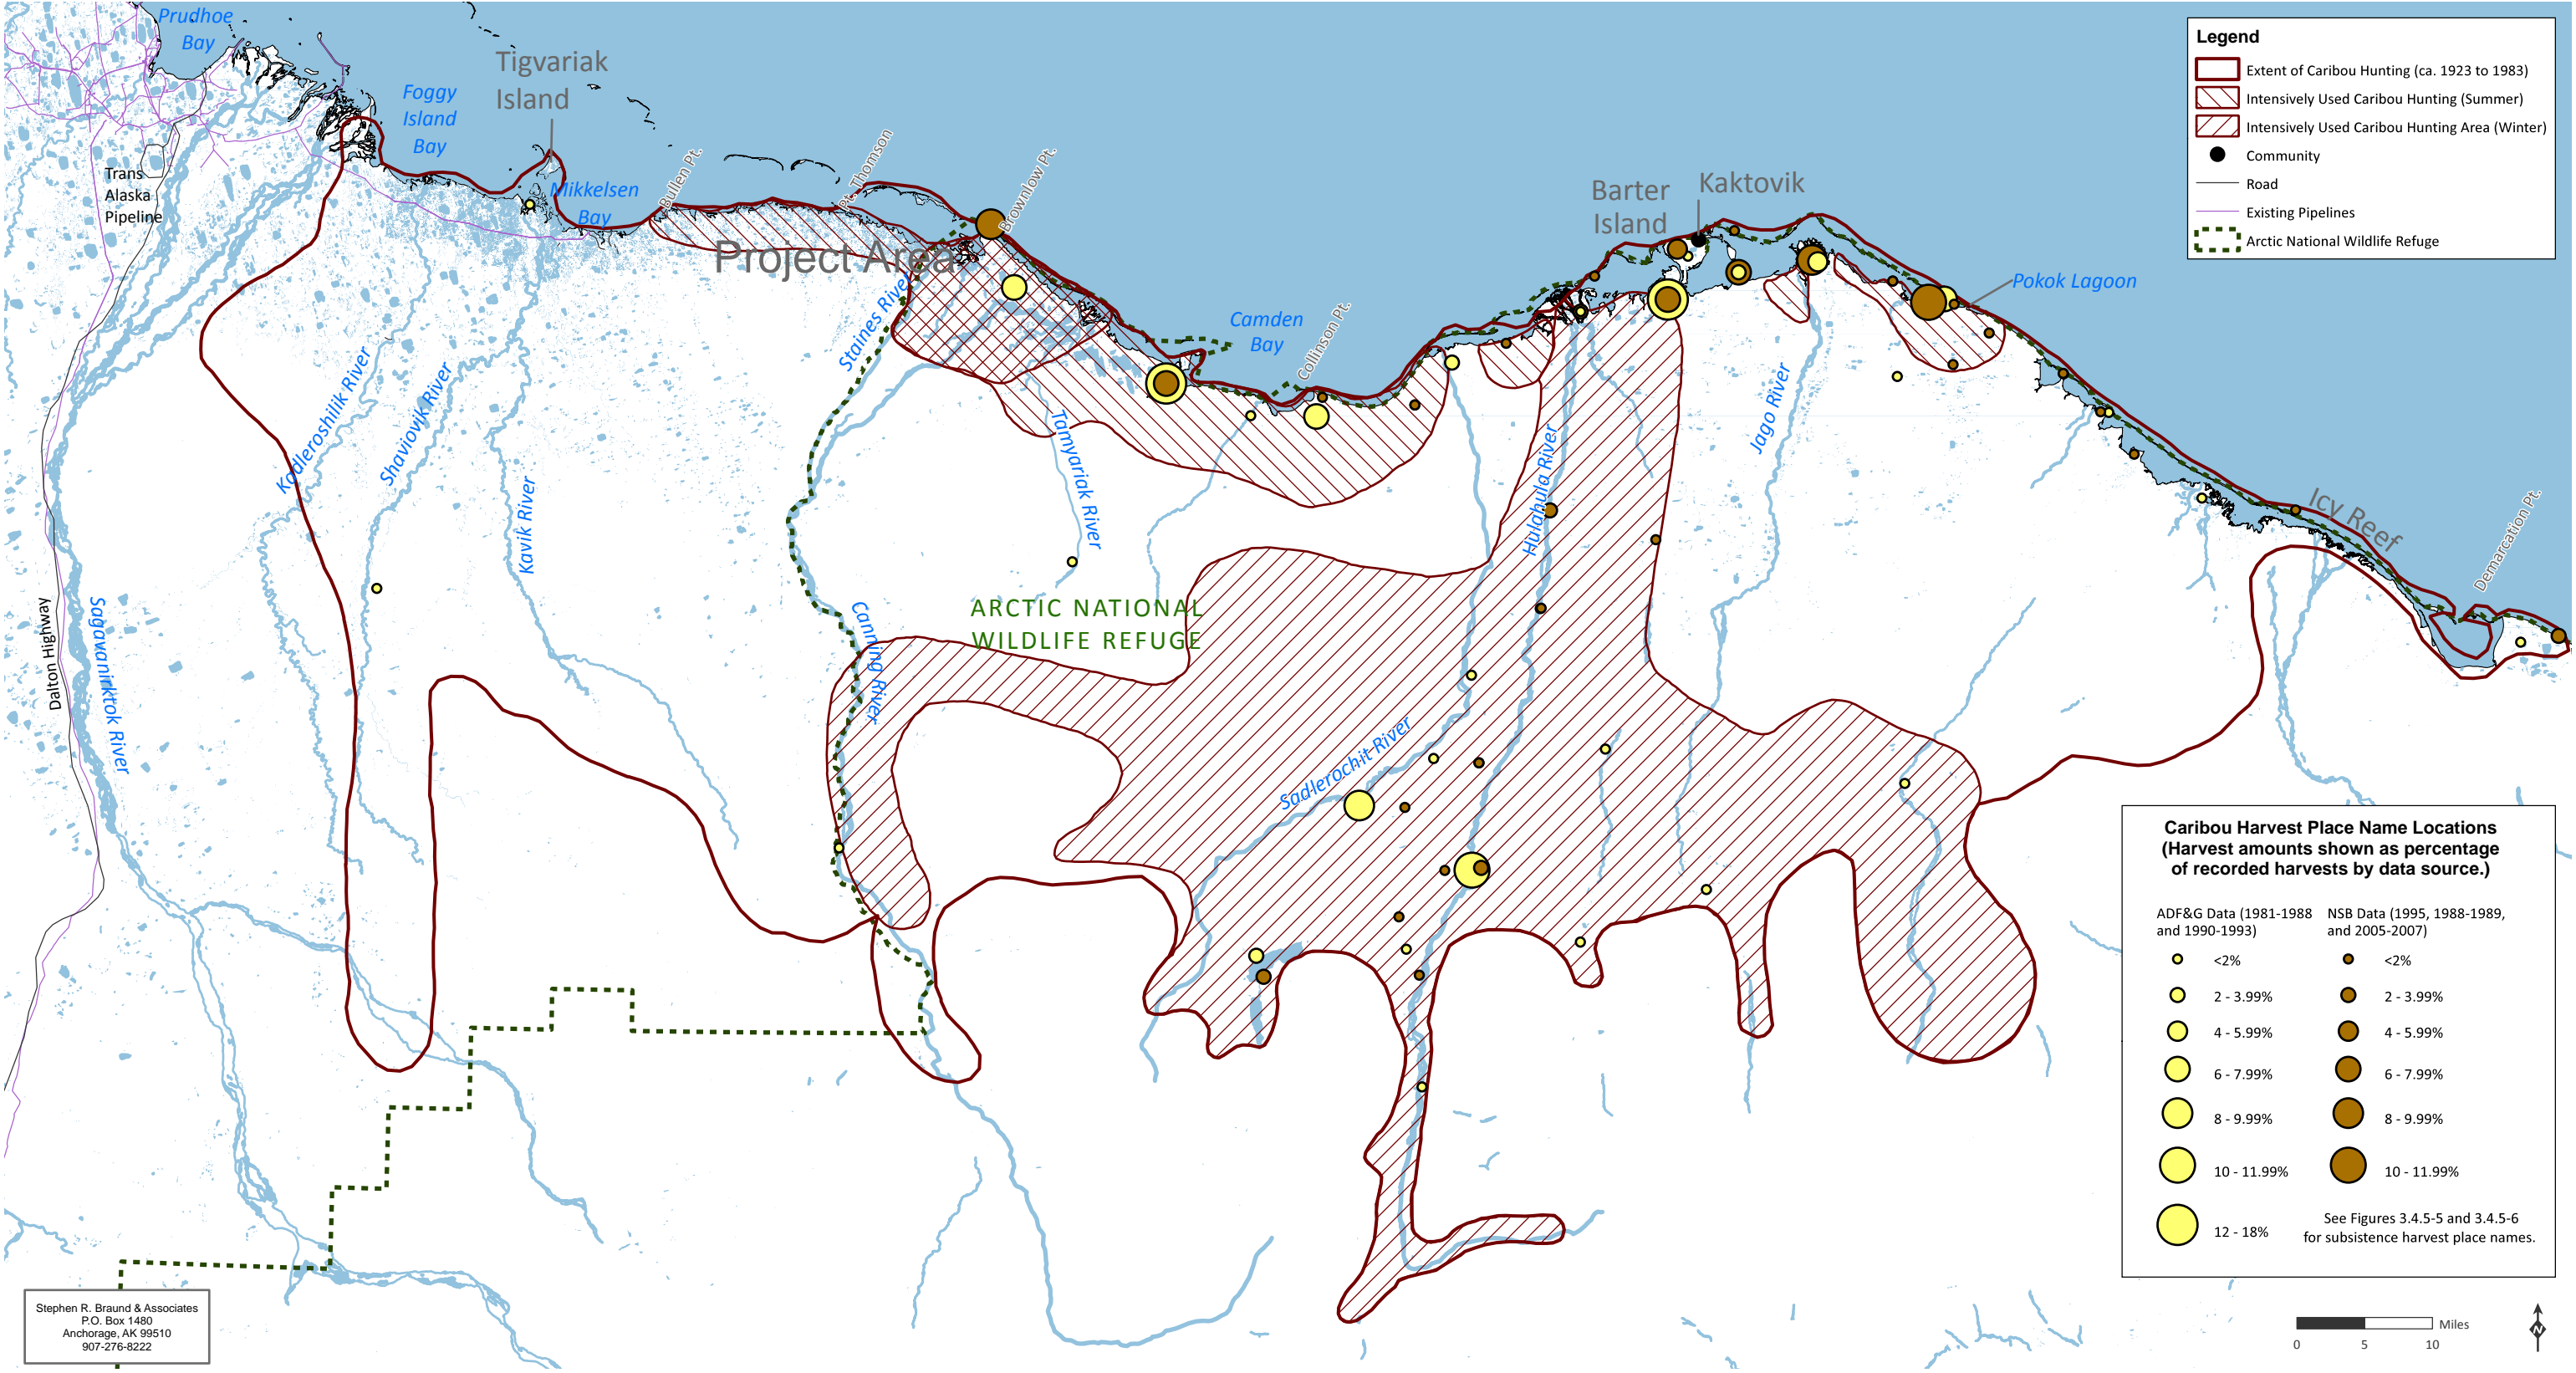 Prudhoe
Bay
Tigvariak
Island
Foggy
Island
Bay
Trans
Alaska
Pipeline
Mikkelsen
Bay
Bullen Pt.
Pt. Thomson
Brownlow Pt.
Project Area
Staines River
Camden
Bay
Collinson Pt.
Barter
Island
Kaktovik
Pokok Lagoon
Kadleroshilik River
Shaviovik River
Kavik River
Tamyariak River
Hulahula River
Jago River
Icy Reef
Demarcation Pt.
Dalton Highway
Sagavanirktok River
Canning River
ARCTIC NATIONAL
WILDLIFE REFUGE
Sadlerochit River
Legend
Extent of Caribou Hunting (ca. 1923 to 1983)
Intensively Used Caribou Hunting (Summer)
Intensively Used Caribou Hunting Area (Winter)
Community
Road
Existing Pipelines
Arctic National Wildlife Refuge
Caribou Harvest Place Name Locations
(Harvest amounts shown as percentage
of recorded harvests by data source.)
ADF&G Data (1981-1988
and 1990-1993)
<2%
2 - 3.99%
4 - 5.99%
6 - 7.99%
8 - 9.99%
10 - 11.99%
12 - 18%
NSB Data (1995, 1988-1989,
and 2005-2007)
<2%
2 - 3.99%
4 - 5.99%
6 - 7.99%
8 - 9.99%
10 - 11.99%
See Figures 3.4.5-5 and 3.4.5-6
for subsistence harvest place names.
Stephen R. Braund & Associates
P.O. Box 1480
Anchorage, AK 99510
907-276-8222
Miles
0 5 10
N